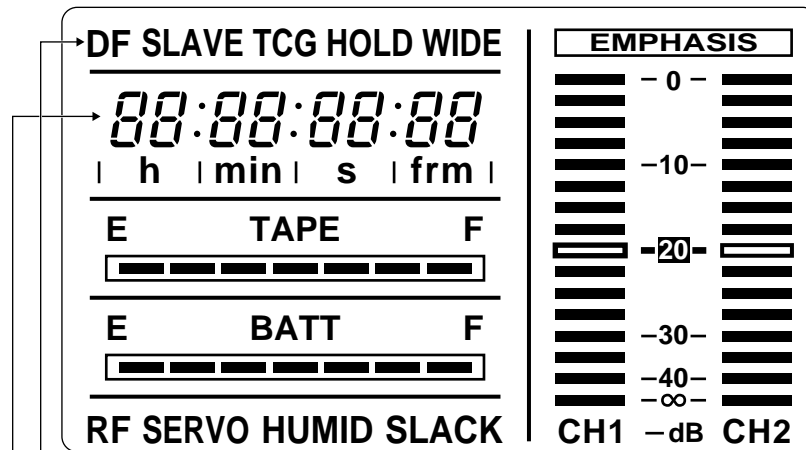 DF SLAVE TCG HOLD WIDE
88:88:88:88
h min s frm
E TAPE F
E BATT F
RF SERVO HUMID SLACK
EMPHASIS
– 0 –
–10–
–20–
–30–
–40–
–∞–
CH1 –dB CH2